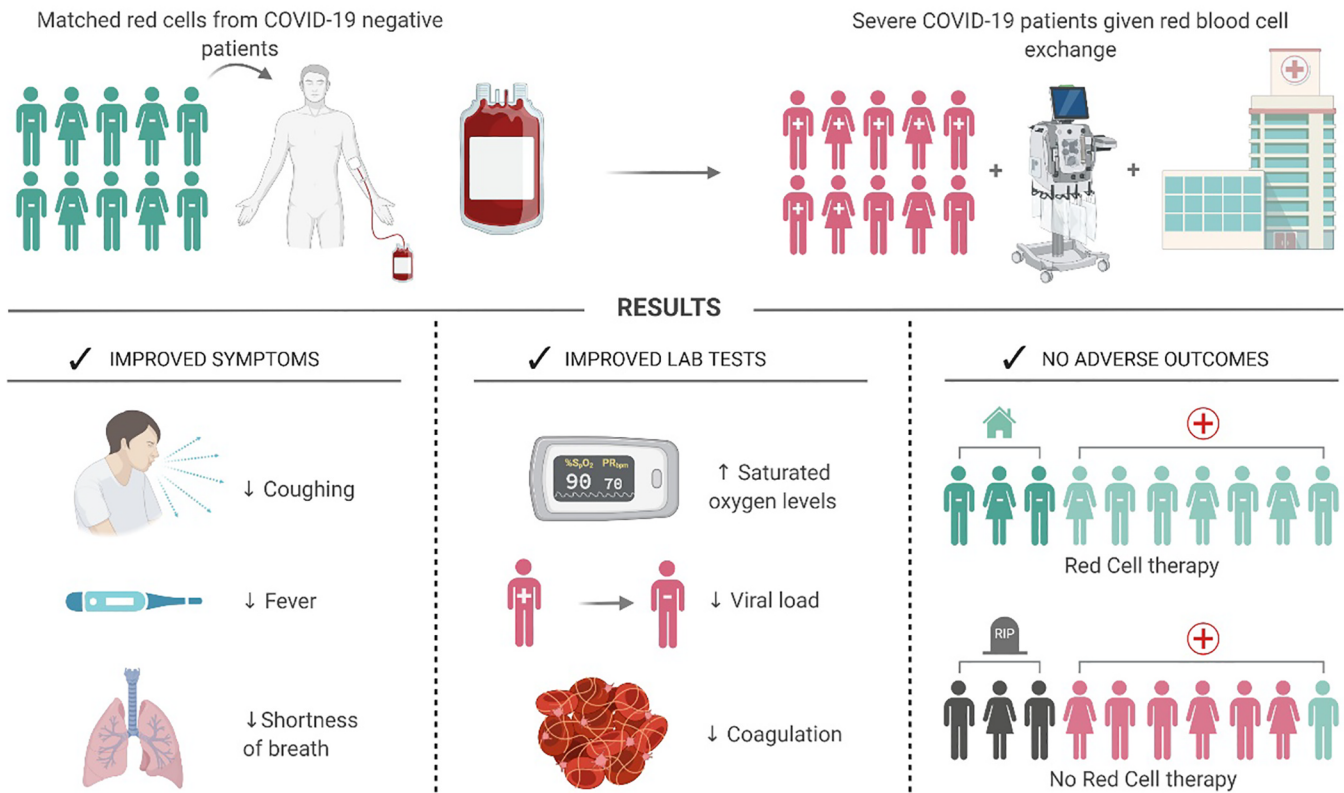 Matched red cells from COVID-19 negative
patients
Severe COVID-19 patients given red blood cell
exchange
RESULTS
✓ IMPROVED SYMPTOMS
↓ Coughing
↓ Fever
↓Shortness
of breath
✓ IMPROVED LAB TESTS
%SpO2 PRbpm
90 70
↑ Saturated
oxygen levels
↓ Viral load
↓ Coagulation
✓ NO ADVERSE OUTCOMES
Red Cell therapy
RIP
No Red Cell therapy